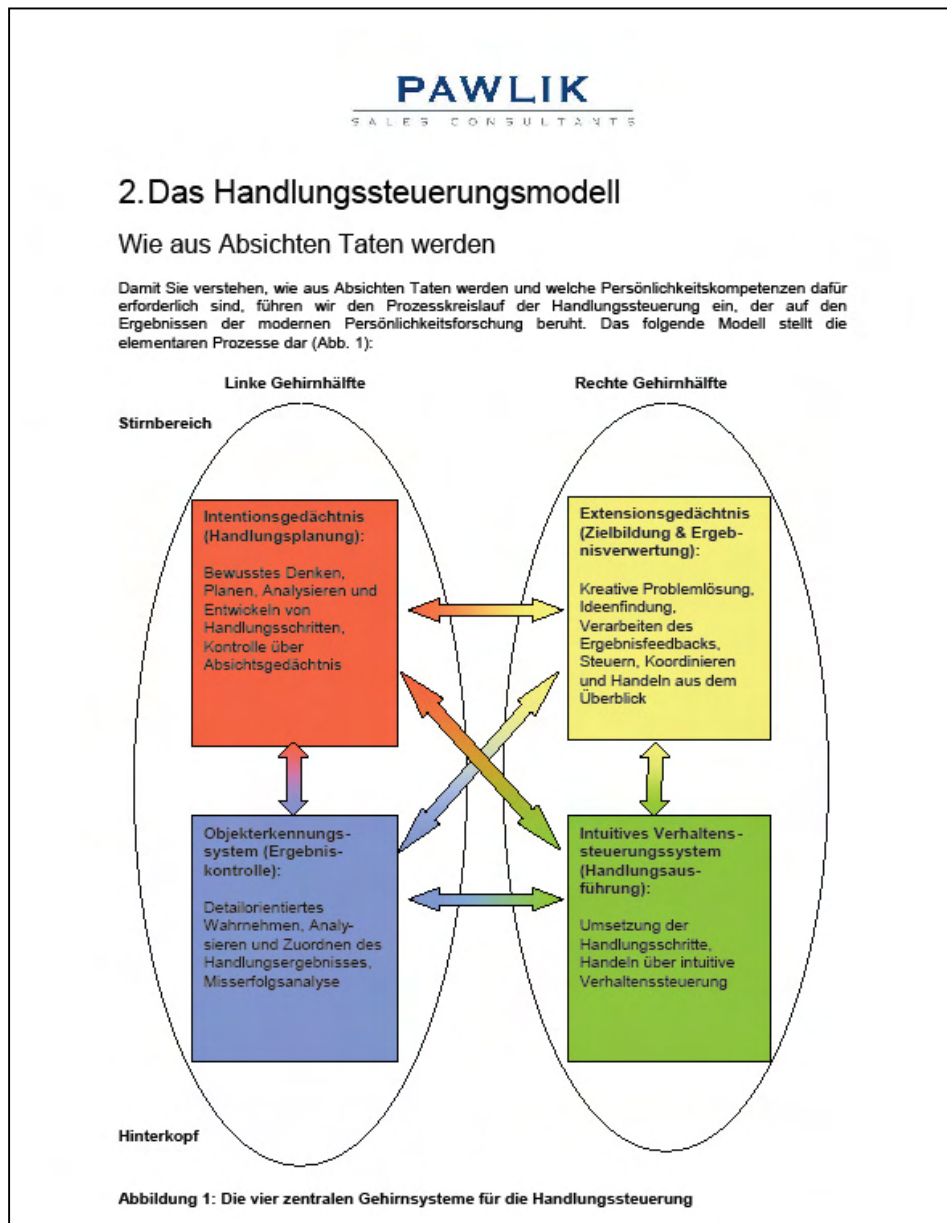 PAWLIK
SALES CONSULTANTS
2.Das Handlungssteuerungsmodell
Wie aus Absichten Taten werden
Damit Sie verstehen, wie aus Absichten Taten werden und welche Persönlichkeitskompetenzen dafür
erforderlich sind, führen wir den Prozesskreislauf der Handlungssteuerung ein, der auf den
Ergebnissen der modernen Persönlichkeitsforschung beruht. Das folgende Modell stellt die
elementaren Prozesse dar (Abb. 1):
Linke Gehirnhälfte
Rechte Gehirnhälfte
Stirnbereich
Intentionsgedächtnis
(Handlungsplanung):
Bewusstes Denken,
Planen, Analysieren und
Entwickeln von
Handlungsschritten,
Kontrolle über
Absichtsgedächtnis
Extensionsgedächtnis
(Zielbildung & Ergeb-
nisverwertung):
Kreative Problemlösung,
Ideenfindung,
Verarbeiten des
Ergebnisfeedbacks,
Steuern, Koordinieren
und Handeln aus dem
Überblick
Objekterkennungs-
system (Ergebnis-
kontrolle):
Detailorientiertes
Wahrnehmen, Analy-
sieren und Zuordnen des
Handlungsergebnisses,
Misserfolgsanalyse
Intuitives Verhaltens-
steuerungssystem
(Handlungsaus-
führung):
Umsetzung der
Handlungsschritte,
Handeln über intuitive
Verhaltenssteuerung
Hinterkopf
Abbildung 1: Die vier zentralen Gehirnsysteme für die Handlungssteuerung